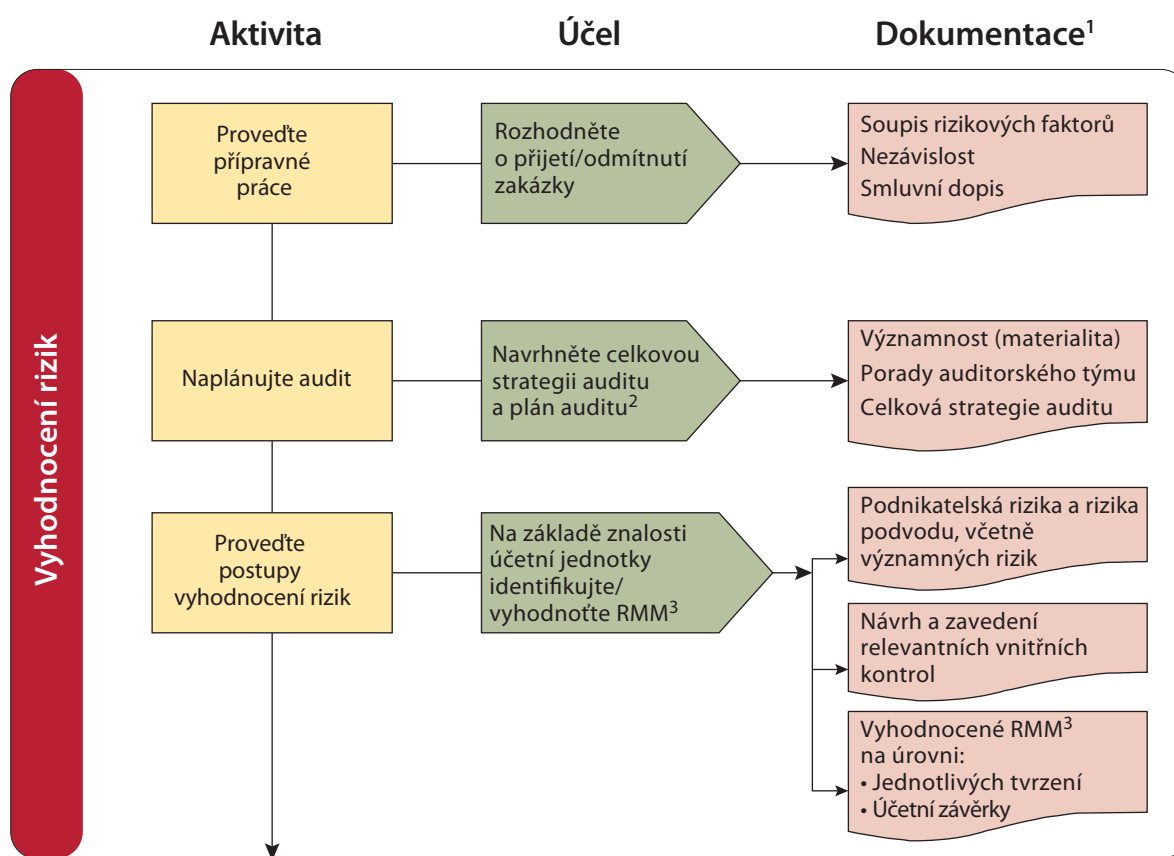 Aktivita
Účel
Dokumentace¹
Vyhodnocení rizik
Proveďte
přípravné
práce
Rozhodněte
o přijetí/odmítnutí
zakázky
Soupis rizikových faktorů
Nezávislost
Smluvní dopis
Naplánujte audit
Navrhněte celkovou
strategii auditu
a plán auditu²
Významnost (materialita)
Porady auditorského týmu
Celková strategie auditu
Proveďte
postupy
vyhodnocení rizik
Na základě znalosti
účetní jednotky
identifikujte/
vyhodnoťte RMM³
Podnikatelská rizika a rizika
podvodu, včetně
významných rizik
Návrh a zavedení
relevantních vnitřních
kontrol
Vyhodnocené RMM³
na úrovni:
• Jednotlivých tvrzení
• Účetní závěrky